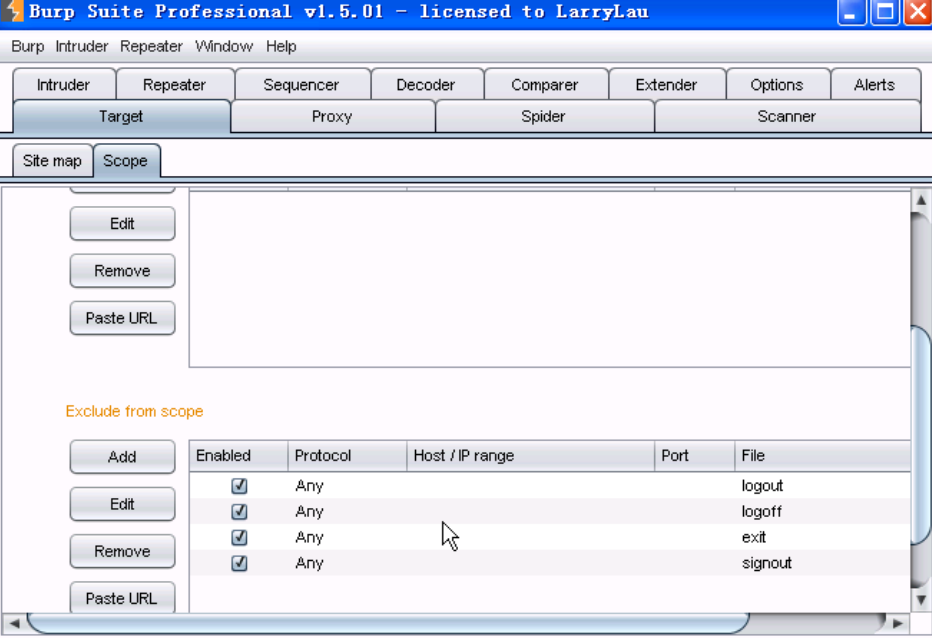 Burp Suite Professional v1.5.01 - licensed to LarryLau
Burp Intruder Repeater Window Help
Intruder Repeater Sequencer Decoder Comparer Extender Options Alerts
Target Proxy Spider Scanner
Site map Scope
Edit
Remove
Paste URL
Exclude from scope
Add
Edit
Remove
Paste URL
Enabled Protocol Host / IP range Port File
Any logout
Any logoff
Any exit
Any signout